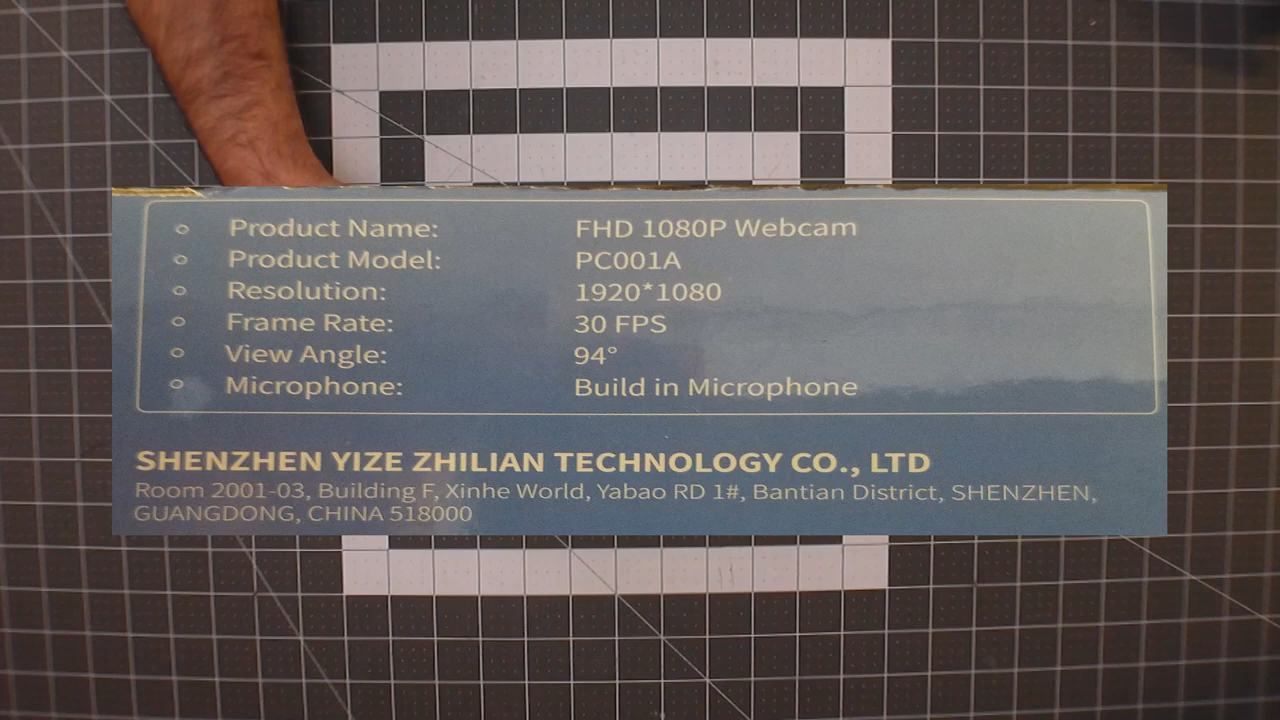 Product Name: FHD 1080P Webcam
Product Model: PC001A
Resolution: 1920*1080
Frame Rate: 30 FPS
View Angle: 94°
Microphone: Build in Microphone
SHENZHEN YIZE ZHILIAN TECHNOLOGY CO., LTD
Room 2001-03, Building F, Xinhe World, Yabao RD 1#, Bantian District, SHENZHEN,
GUANGDONG, CHINA 518000